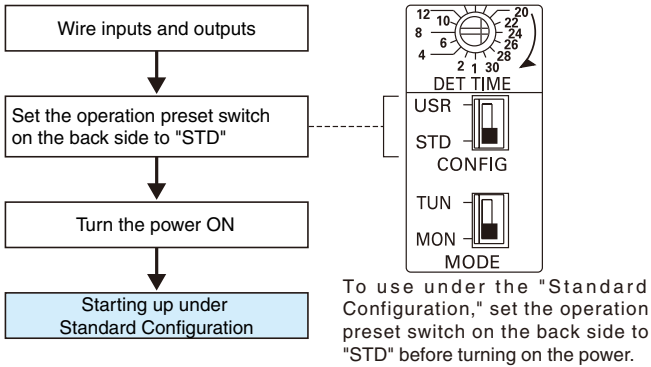 Wire inputs and outputs
Set the operation preset switch
on the back side to "STD"
Turn the power ON
Starting up under
Standard Configuration
12
10
8
6
4
2
1
30
28
26
24
22
20
DET TIME
USR
STD
CONFIG
TUN
MON
MODE
To use under the "Standard
Configuration," set the operation
preset switch on the back side to
"STD" before turning on the power.